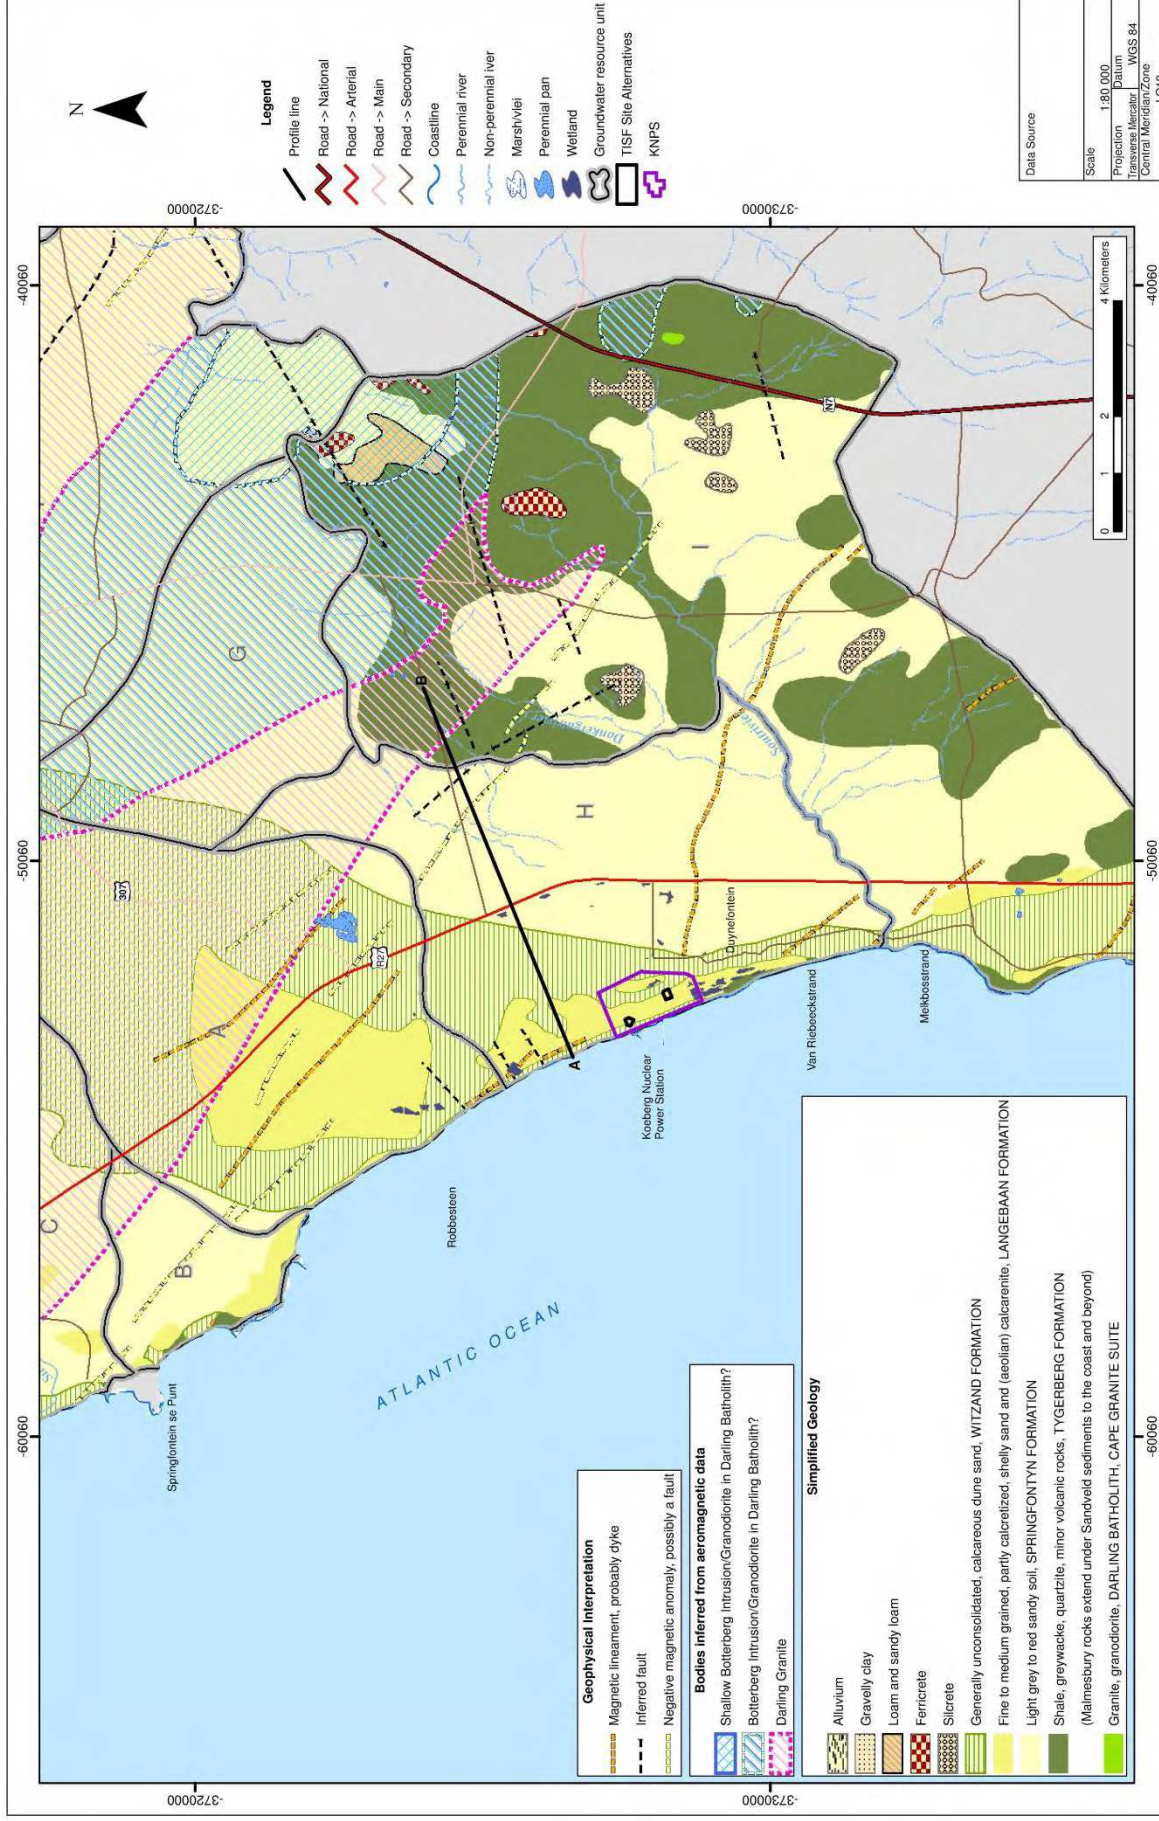 -60060
-50060
-40060
-3720000
-3730000
N
Legend
Profile line
Road -> National
Road -> Arterial
Road -> Main
Road -> Secondary
Coastline
Perennial river
Non-perennial iver
Marsh/vlei
Perennial pan
Wetland
Groundwater resource unit
TISF Site Alternatives
KNPS
Data Source
Scale
1:80 000
Projection
Transverse Mercator
Datum
WGS 84
Central Meridian/Zone
C
B
A
G
H
I
307
R27
N7
A
B
Springfontein se Punt
Robbesteen
ATLANTIC OCEAN
Koeberg Nuclear
Power Station
Duynefontein
Van Riebeeckstrand
Melkbosstrand
0 1 2 4 Kilometers
Geophysical Interpretation
Magnetic lineament, probably dyke
Inferred fault
Negative magnetic anomaly, possibly a fault
Bodies inferred from aeromagnetic data
Shallow Botterberg Intrusion/Granodiorite in Darling Batholith?
Botterberg Intrusion/Granodiorite in Darling Batholith?
Darling Granite
Simplified Geology
Alluvium
Gravelly clay
Loam and sandy loam
Ferricrete
Silcrete
Generally unconsolidated, calcareous dune sand, WITZAND FORMATION
Fine to medium grained, partly calcretized, shelly sand and (aeolian) calcarenite, LANGEBAAN FORMATION
Light grey to red sandy soil, SPRINGFONTYN FORMATION
Shale, greywacke, quartzite, minor volcanic rocks, TYGERBERG FORMATION
(Malmesbury rocks extend under Sandveld sediments to the coast and beyond)
Granite, granodiorite, DARLING BATHOLITH, CAPE GRANITE SUITE
-3720000
-3730000
-60060
-50060
-40060